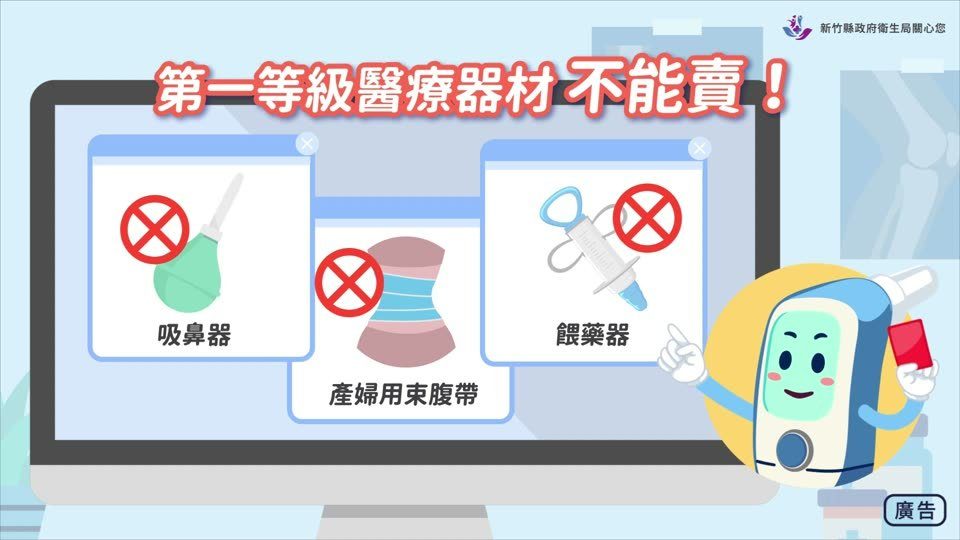 新竹縣政府衛生局關心您
第一等級醫療器材 不能賣！
吸鼻器
產婦用束腹帶
餵藥器
廣告